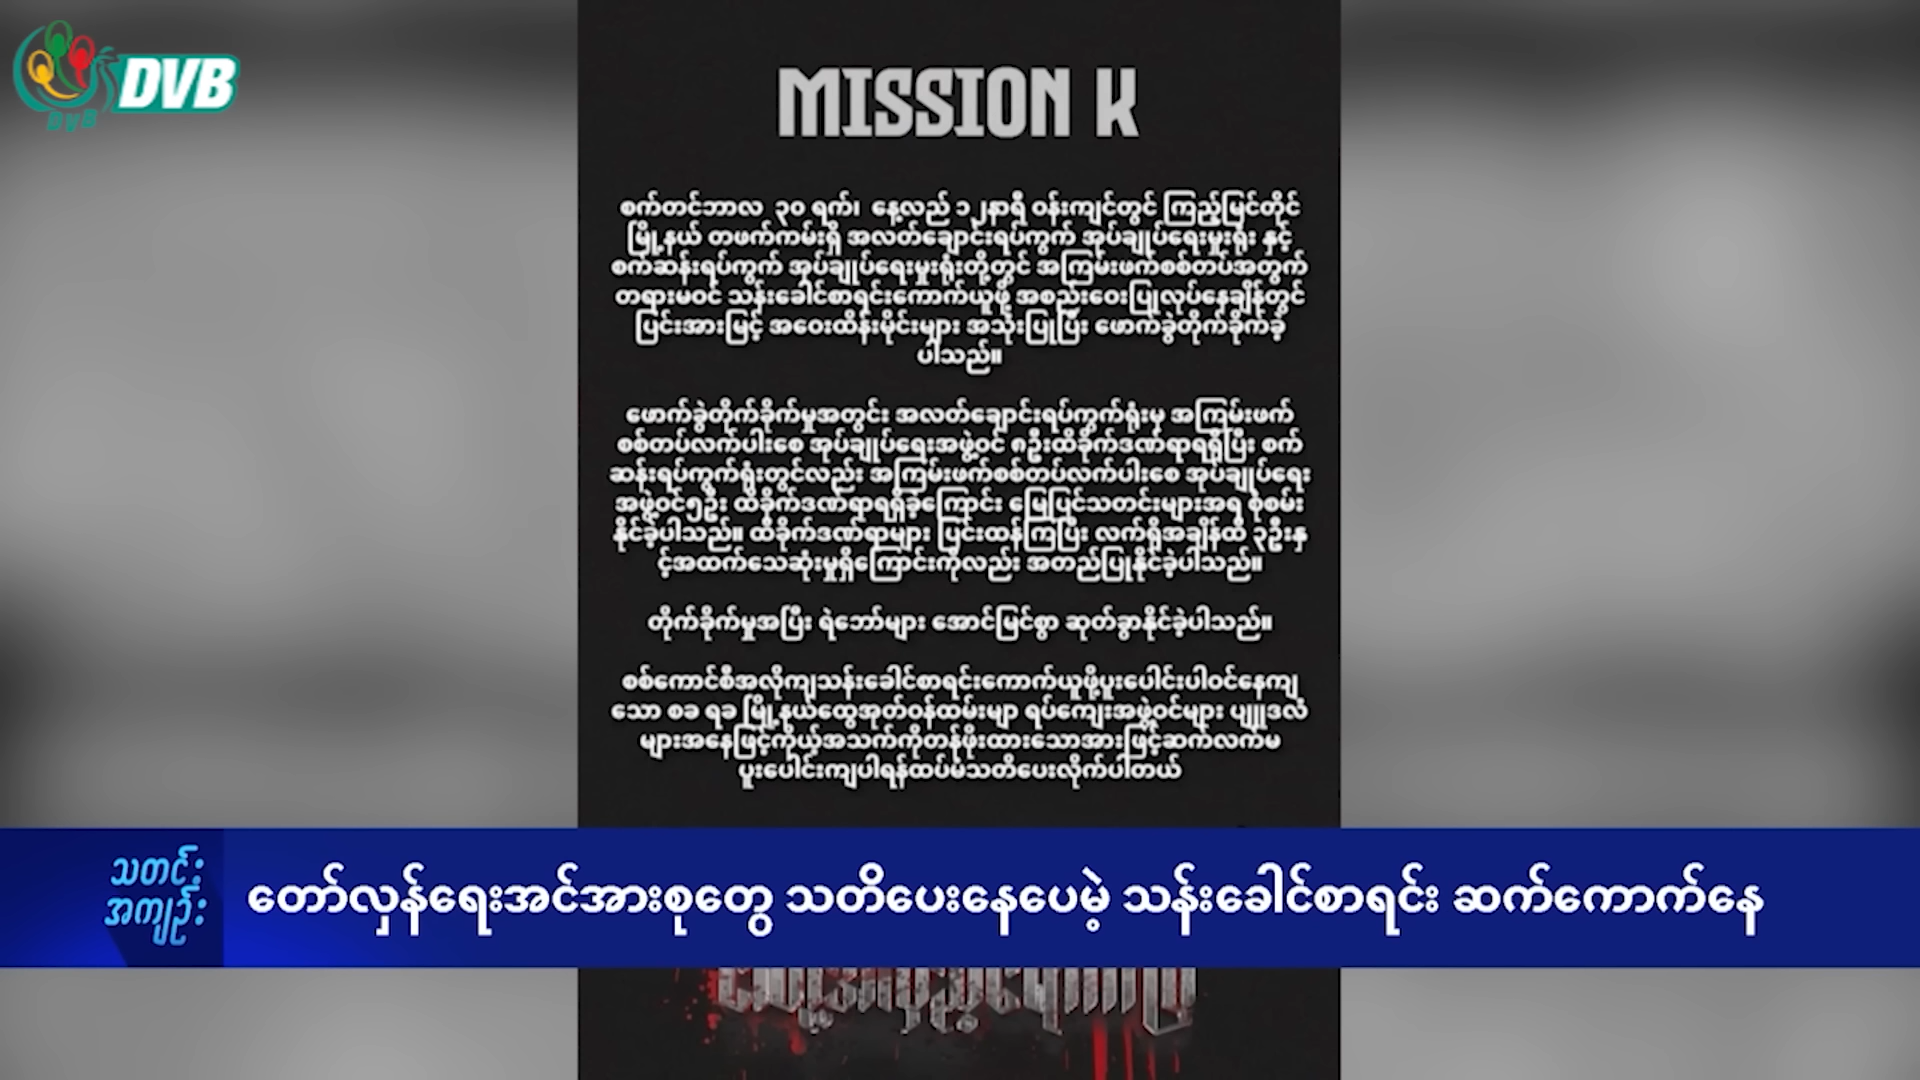 DVB
DVB
MISSION K
စက်တင်ဘာလ ၃၀ ရက်၊ နေ့လည် ၁၂နာရီ ဝန်းကျင်တွင် ကြည့်မြင်တိုင်
မြို့နယ် တဖက်ကမ်းရှိ အလတ်ချောင်းရပ်ကွက် အုပ်ချုပ်ရေးမှူးရုံး နှင့်
စက်ဆန်းရပ်ကွက် အုပ်ချုပ်ရေးမှူးရုံးတို့တွင် အကြမ်းဖက်စစ်တပ်အတွက်
တရားမဝင် သန်းခေါင်စာရင်းကောက်ယူဖို့ အစည်းဝေးပြုလုပ်နေချိန်တွင်
ပြင်းအားမြင့် အဝေးထိန်းမိုင်းများ အသုံးပြုပြီး ဖောက်ခွဲတိုက်ခိုက်ခဲ့
ပါသည်။
ဖောက်ခွဲတိုက်ခိုက်မှုအတွင်း အလတ်ချောင်းရပ်ကွက်ရုံးမှ အကြမ်းဖက်
စစ်တပ်လက်ပါးစေ အုပ်ချုပ်ရေးအဖွဲ့ဝင် ၈ဦးထိခိုက်ဒဏ်ရာရရှိပြီး စက်
ဆန်းရပ်ကွက်ရုံးတွင်လည်း အကြမ်းဖက်စစ်တပ်လက်ပါးစေ အုပ်ချုပ်ရေး
အဖွဲ့ဝင်၅ဦး ထိခိုက်ဒဏ်ရာရရှိခဲ့ကြောင်း မြေပြင်သတင်းများအရ စုံစမ်း
နိုင်ခဲ့ပါသည်။ ထိခိုက်ဒဏ်ရာများ ပြင်းထန်ကြပြီး လက်ရှိအချိန်ထိ ၃ဦးနှ
င့်အထက်သေဆုံးမှုရှိကြောင်းကိုလည်း အတည်ပြုနိုင်ခဲ့ပါသည်။
တိုက်ခိုက်မှုအပြီး ရဲဘော်များ အောင်မြင်စွာ ဆုတ်ခွာနိုင်ခဲ့ပါသည်။
စစ်ကောင်စီအလိုကျသန်းခေါင်စာရင်းကောက်ယူဖို့ပူးပေါင်းပါဝင်နေကျ
သော စခ ရခ မြို့နယ်ထွေအုတ်ဝန်ထမ်းမျာ ရပ်ကျေးအဖွဲ့ဝင်များ ပျူဒလံ
များအနေဖြင့်ကိုယ့်အသက်ကိုတန်ဖိုးထားသောအားဖြင့်ဆက်လက်မ
ပူးပေါင်းကျပါရန်ထပ်မံသတိပေးလိုက်ပါတယ်
သတင်း
အကျဉ်း
တော်လှန်ရေးအင်အားစုတွေ သတိပေးနေပေမဲ့ သန်းခေါင်စာရင်း ဆက်ကောက်နေ